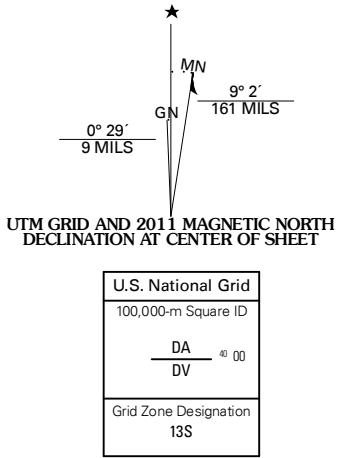 MN
9° 2´
161 MILS
GN
0° 29´
9 MILS
UTM GRID AND 2011 MAGNETIC NORTH
DECLINATION AT CENTER OF SHEET
U.S. National Grid
100,000-m Square ID
DA
40 00
DV
Grid Zone Designation
13S